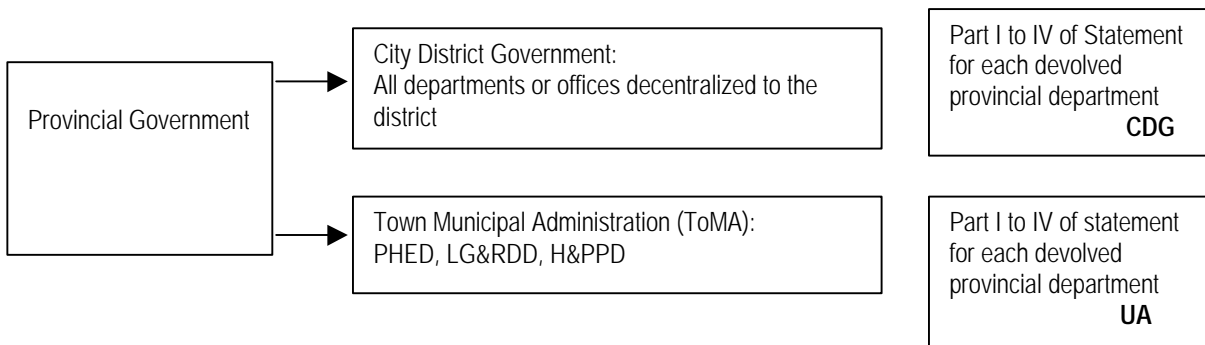 Provincial Government
City District Government:
All departments or offices decentralized to the
district
Part I to IV of Statement
for each devolved
provincial department
CDG
Town Municipal Administration (ToMA):
PHED, LG&RDD, H&PPD
Part I to IV of statement
for each devolved
provincial department
UA